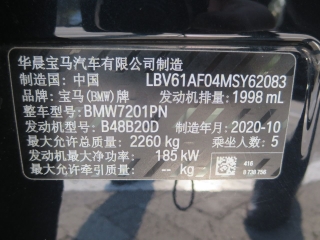 华晨宝马汽车有限公司制造
制造国: 中国 LBV61AF04MSY62083
品牌: 宝马(BMW)牌 发动机排量: 1998 mL
整车型号: BMW7201PN
发动机型号: B48B20D 制造年月: 2020-10
最大允许总质量: 2260 kg 乘坐人数: 5
发动机最大净功率: 185 kW
最大允许牵引质量: -- kg